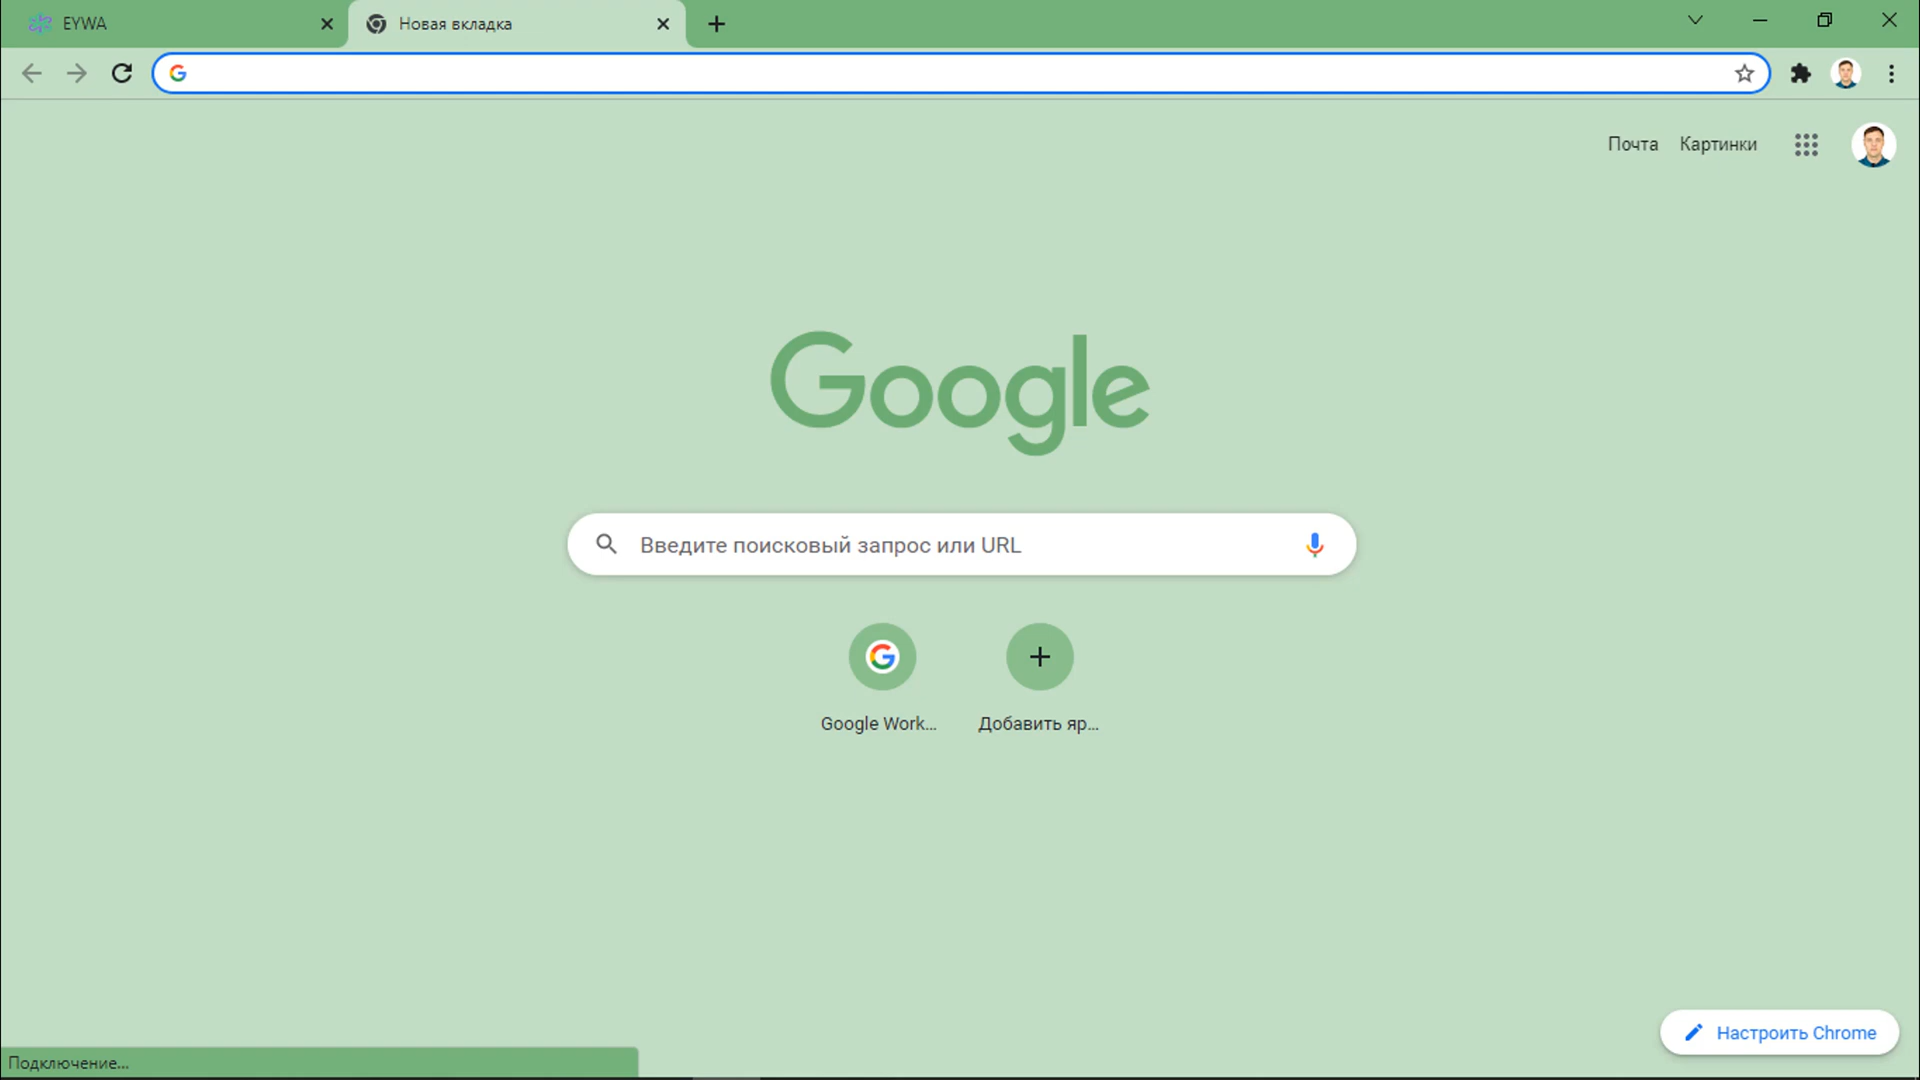 EYWA
Новая вкладка
Почта Картинки
Google
Введите поисковый запрос или URL
Google Work... Добавить яр...
Настроить Chrome
Подключение...